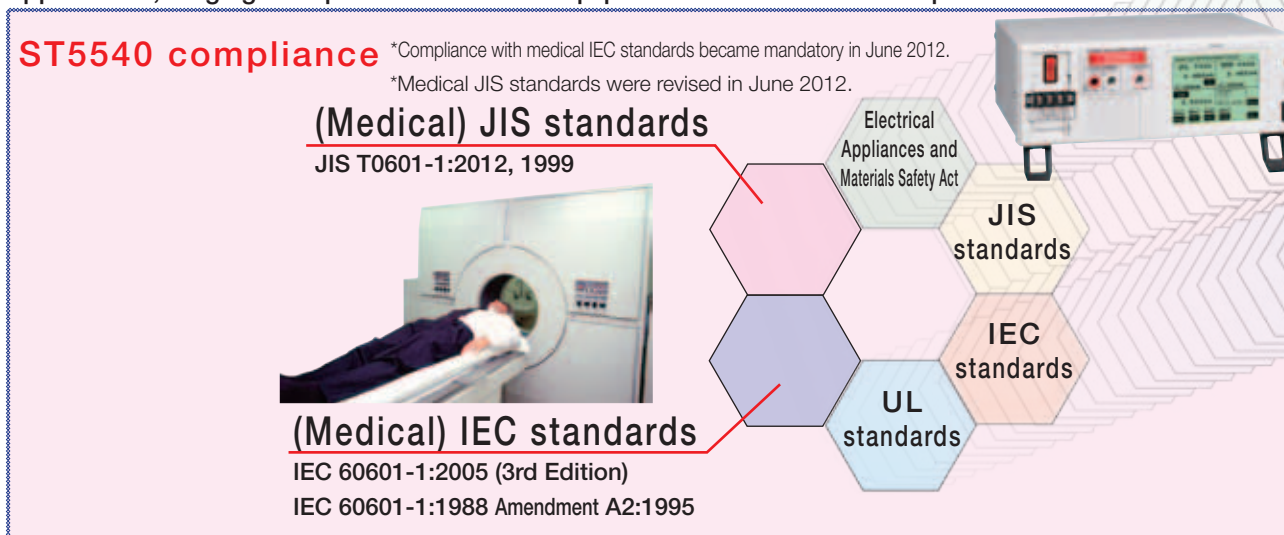 ST5540 compliance
*Compliance with medical IEC standards became mandatory in June 2012.
*Medical JIS standards were revised in June 2012.
(Medical) JIS standards
JIS T0601-1:2012, 1999
Electrical
Appliances and
Materials Safety Act
JIS
standards
IEC
standards
UL
standards
(Medical) IEC standards
IEC 60601-1:2005 (3rd Edition)
IEC 60601-1:1988 Amendment A2:1995